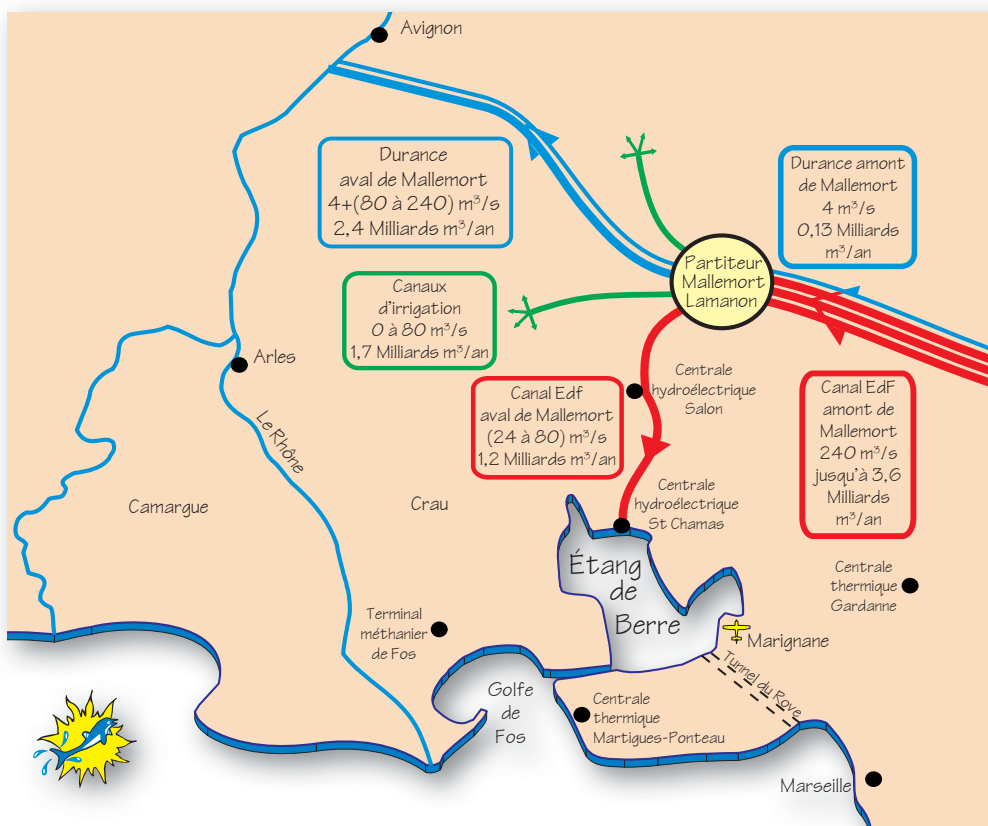 Avignon
Durance
aval de Mallemort
4+(80 à 240) m³/s
2,4 Milliards m³/an
Durance amont
de Mallemort
4 m³/s
0,13 Milliards
m³/an
Partiteur
Mallemort
Lamanon
Canaux
d'irrigation
0 à 80 m³/s
1,7 Milliards m³/an
Arles
Le Rhône
Canal Edf
aval de Mallemort
(24 à 80) m³/s
1,2 Milliards m³/an
Centrale
hydroélectrique
Salon
Canal EdF
amont de
Mallemort
240 m³/s
jusqu'à 3,6
Milliards
m³/an
Camargue
Crau
Centrale
hydroélectrique
St Chamas
Étang
de
Berre
Centrale
thermique
Gardanne
Terminal
méthanier
de Fos
Marignane
Tunnel du Rove
Golfe
de
Fos
Centrale
thermique
Martigues-Ponteau
Marseille